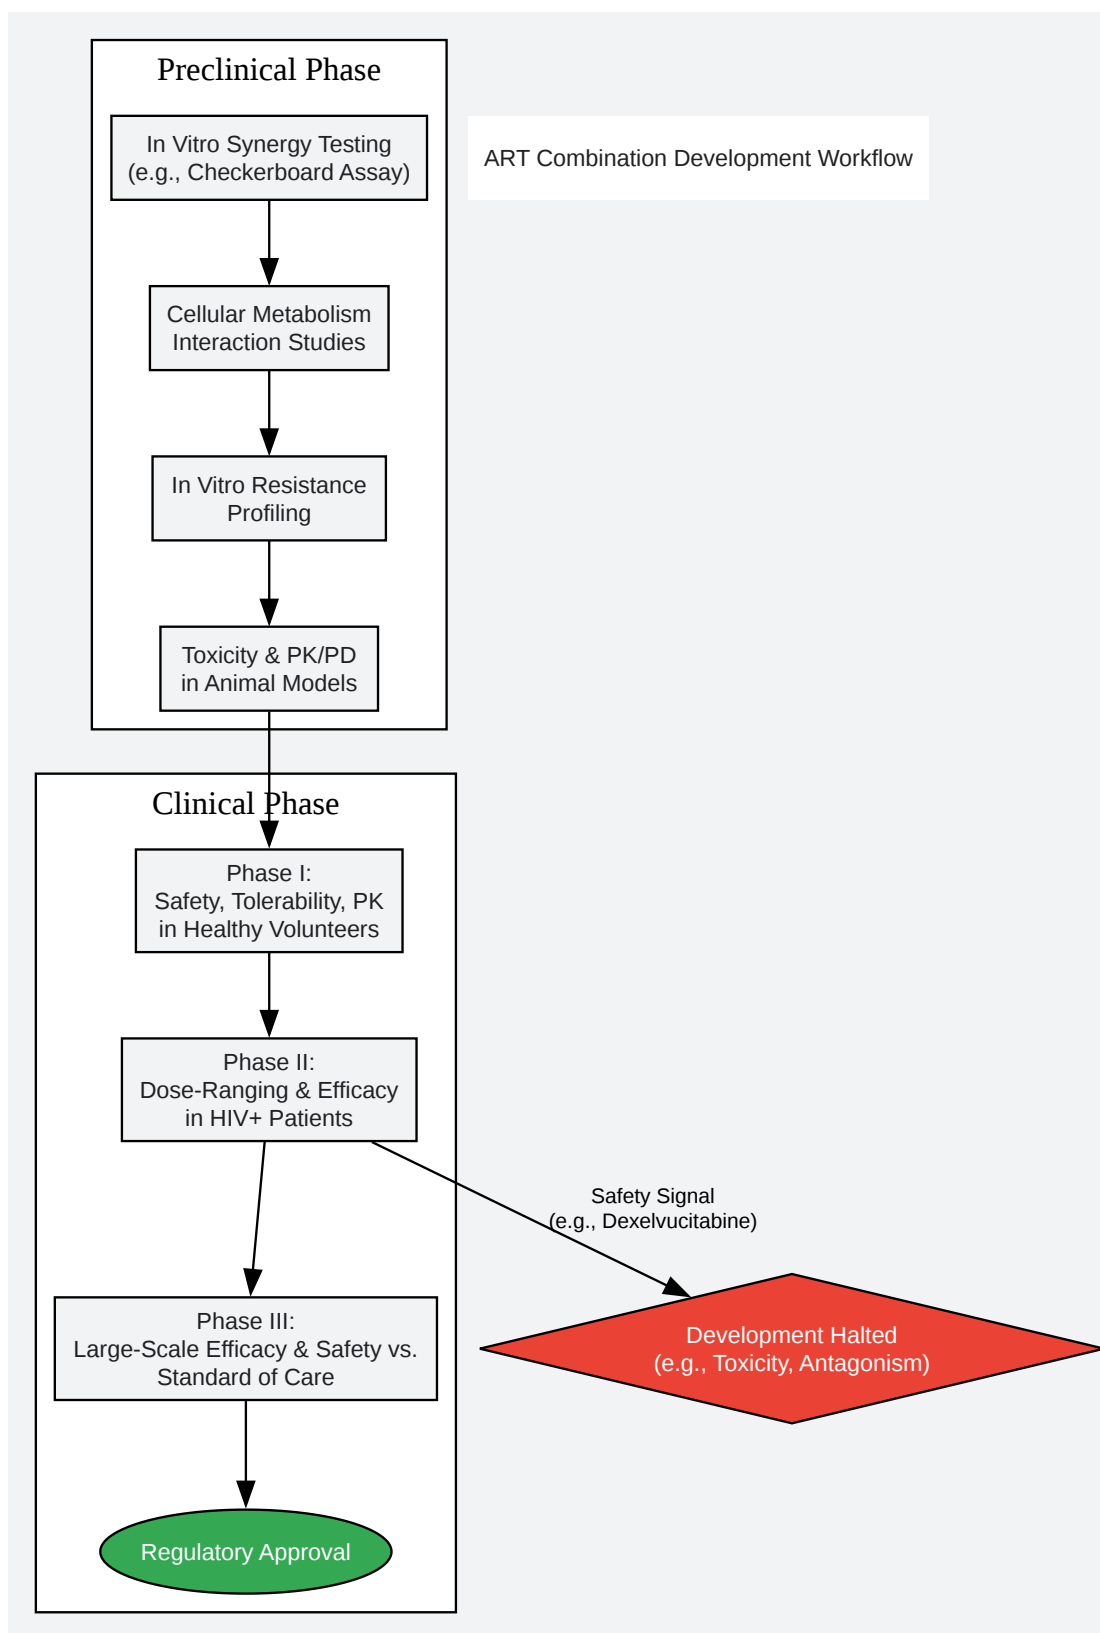 Preclinical Phase
In Vitro Synergy Testing
(e.g., Checkerboard Assay)
ART Combination Development Workflow
Cellular Metabolism
Interaction Studies
In Vitro Resistance
Profiling
Toxicity & PK/PD
in Animal Models
Clinical Phase
Phase I:
Safety, Tolerability, PK
in Healthy Volunteers
Phase II:
Dose-Ranging & Efficacy
in HIV+ Patients
Safety Signal
(e.g., Dexelvucitabine)
Phase III:
Large-Scale Efficacy & Safety vs.
Standard of Care
Development Halted
(e.g., Toxicity, Antagonism)
Regulatory Approval